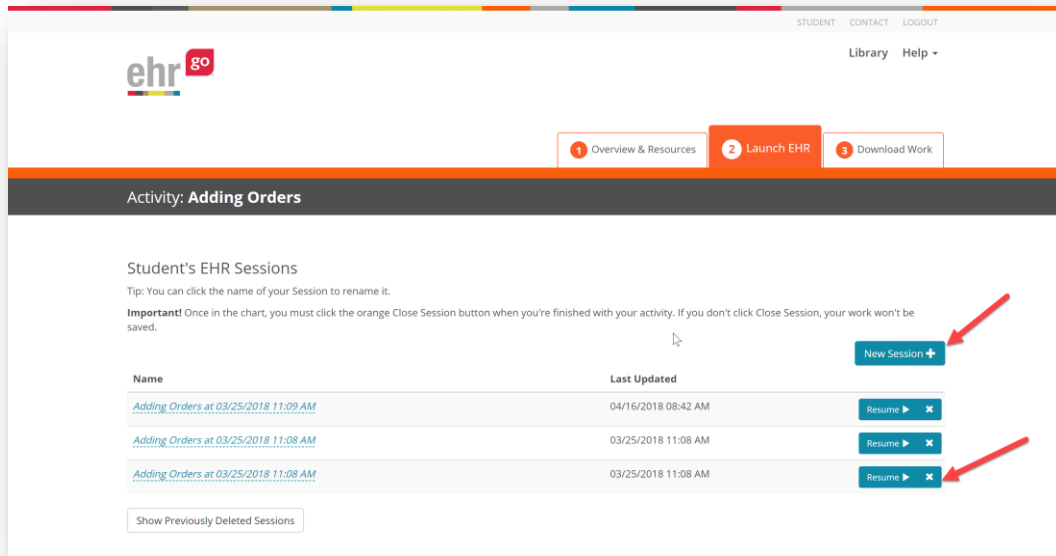 STUDENT CONTACT LOGOUT
Library Help
ehr go
1 Overview & Resources 2 Launch EHR 3 Download Work
Activity: Adding Orders
Student's EHR Sessions
Tip: You can click the name of your Session to rename it.
Important! Once in the chart, you must click the orange Close Session button when you're finished with your activity. If you don't click Close Session, your work won't be
saved.
New Session
Name Last Updated
Adding Orders at 03/25/2018 11:09 AM 04/16/2018 08:42 AM Resume
Adding Orders at 03/25/2018 11:08 AM 03/25/2018 11:08 AM Resume
Adding Orders at 03/25/2018 11:08 AM 03/25/2018 11:08 AM Resume
Show Previously Deleted Sessions